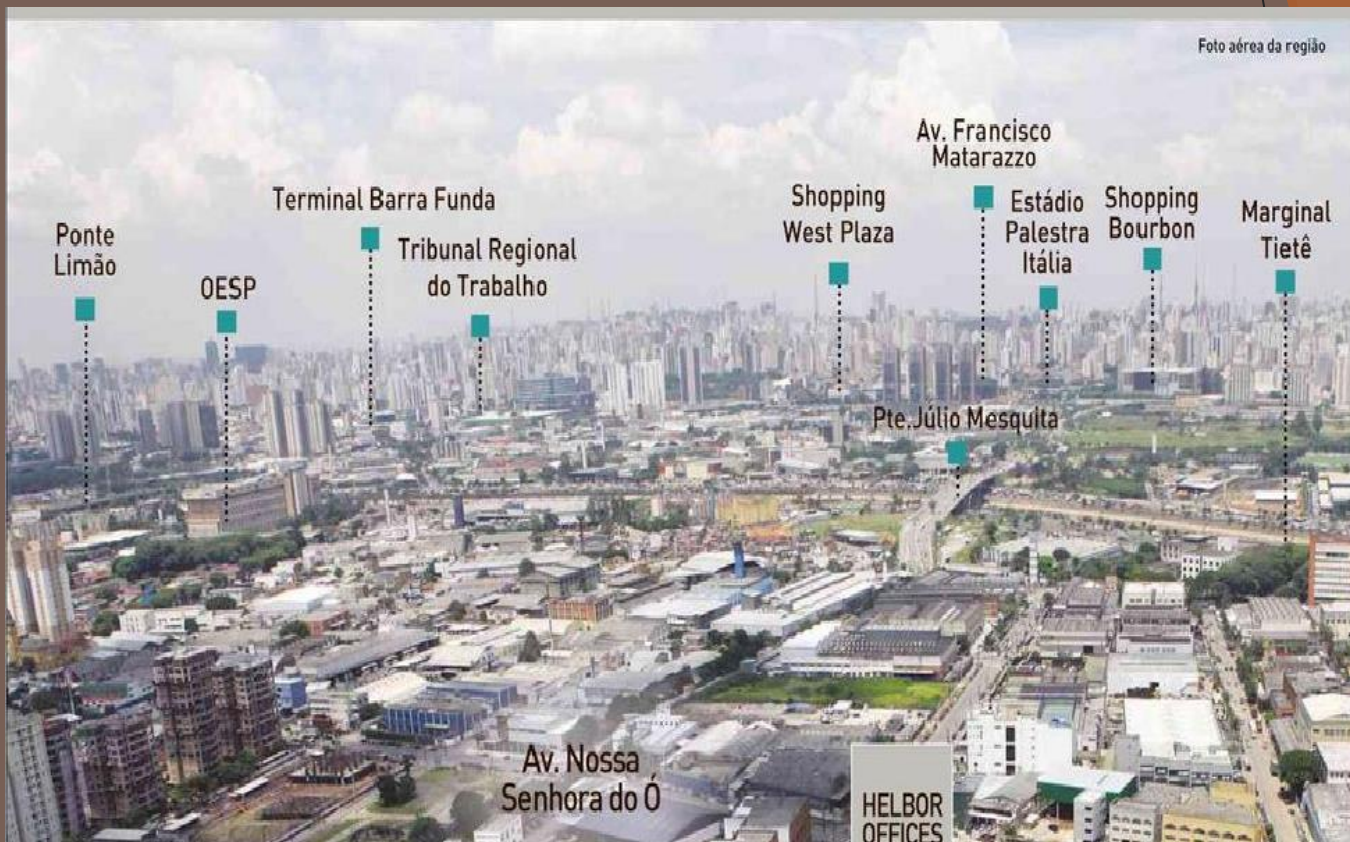 Foto aérea da região
Av. Francisco
Matarazzo
Terminal Barra Funda
Shopping
West Plaza
Estádio
Palestra
Itália
Shopping
Bourbon
Marginal
Tietê
Ponte
Limão
OESP
Tribunal Regional
do Trabalho
Pte.Júlio Mesquita
Av. Nossa
Senhora do Ó
HELBOR
OFFICES